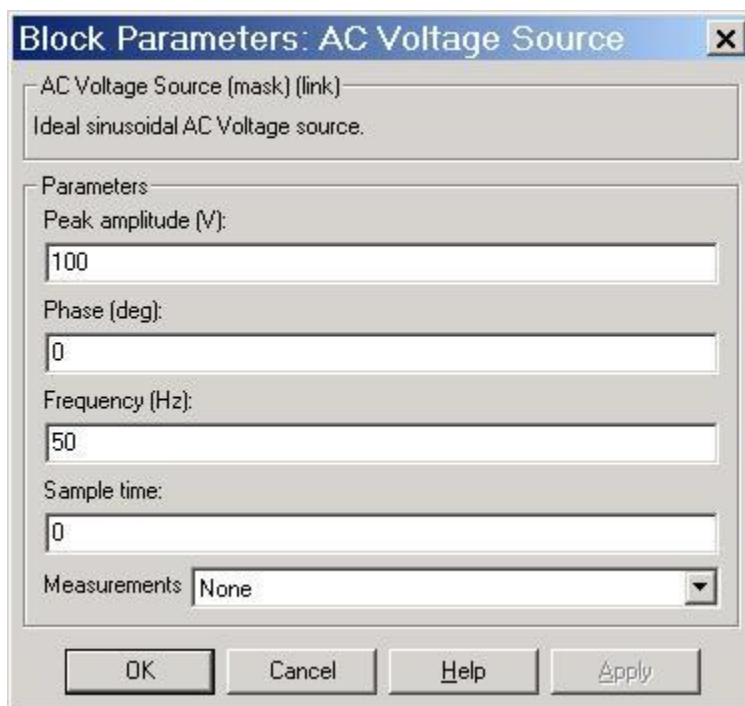 Block Parameters: AC Voltage Source
AC Voltage Source (mask) (link)
Ideal sinusoidal AC Voltage source.
Parameters
Peak amplitude (V):
100
Phase (deg):
0
Frequency (Hz):
50
Sample time:
0
Measurements None
OK Cancel Help Apply